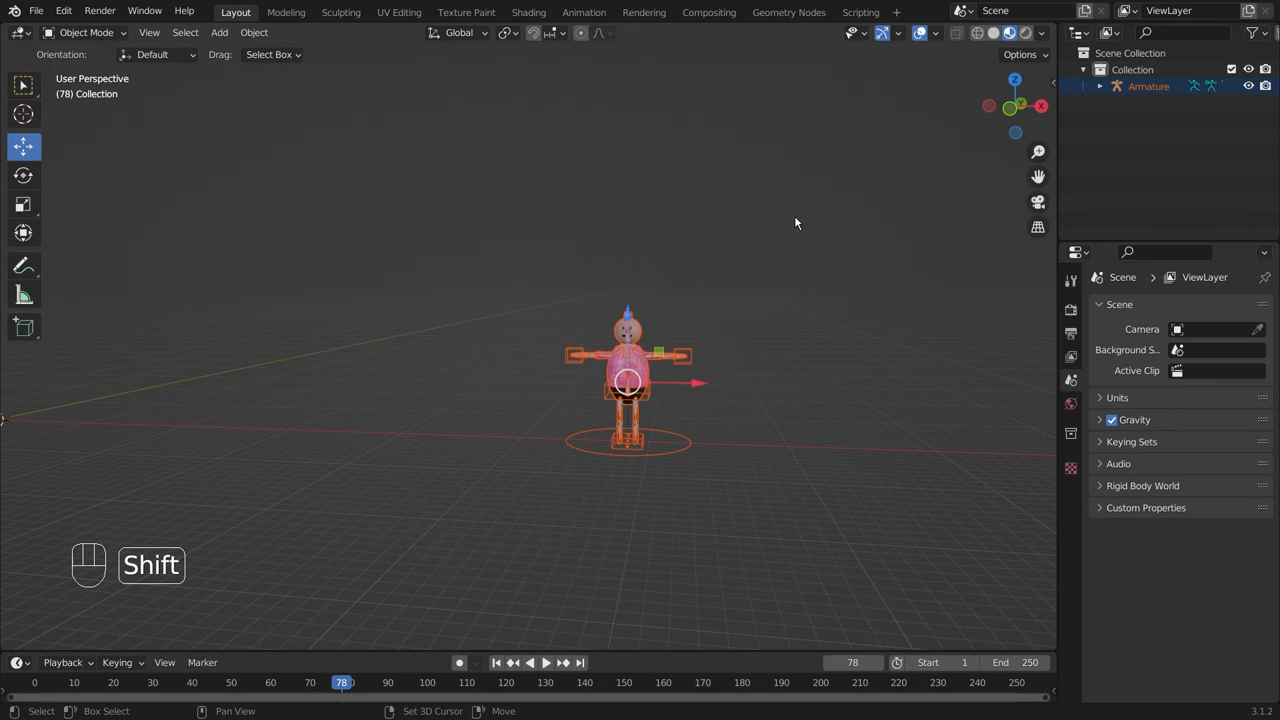 File Edit Render Window Help Layout Modeling Sculpting UV Editing Texture Paint Shading Animation Rendering Compositing Geometry Nodes Scripting + Scene ViewLayer
Object Mode View Select Add Object Global
Orientation: Default Drag: Select Box Options
User Perspective
(78) Collection
Z
Y
X
Shift
Scene Collection
Collection
Armature
Scene ViewLayer
Scene
Camera
Background S...
Active Clip
Units
Gravity
Keying Sets
Audio
Rigid Body World
Custom Properties
Playback Keying View Marker 78 Start 1 End 250
0 10 20 30 40 50 60 70 78 90 100 110 120 130 140 150 160 170 180 190 200 210 220 230 240 250
Select Box Select Pan View Set 3D Cursor Move 3.1.2